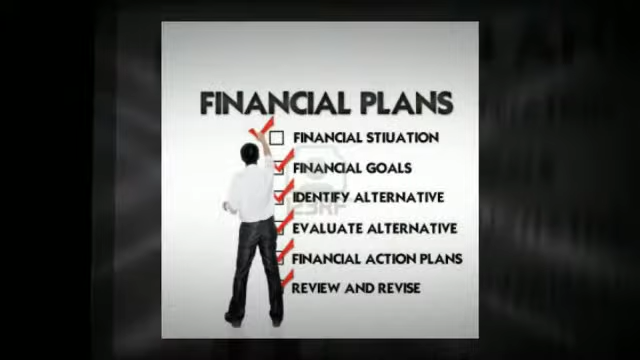 FINANCIAL PLANS
FINANCIAL STIUATION
FINANCIAL GOALS
IDENTIFY ALTERNATIVE
EVALUATE ALTERNATIVE
FINANCIAL ACTION PLANS
REVIEW AND REVISE